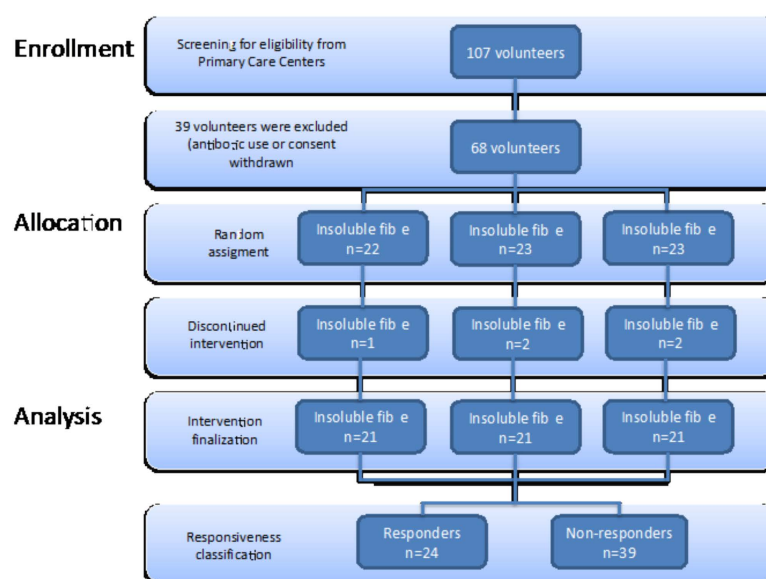 Enrollment
Screening for eligibility from
Primary Care Centers
107 volunteers
39 volunteers were excluded
(antibiotic use or consent
withdrawn
68 volunteers
Allocation
Random
assigment
Insoluble fib e
n=22
Insoluble fib e
n=23
Insoluble fib e
n=23
Discontinued
intervention
Insoluble fib e
n=1
Insoluble fib e
n=2
Insoluble fib e
n=2
Analysis
Intervention
finalization
Insoluble fib e
n=21
Insoluble fib e
n=21
Insoluble fib e
n=21
Responsiveness
classification
Responders
n=24
Non-responders
n=39